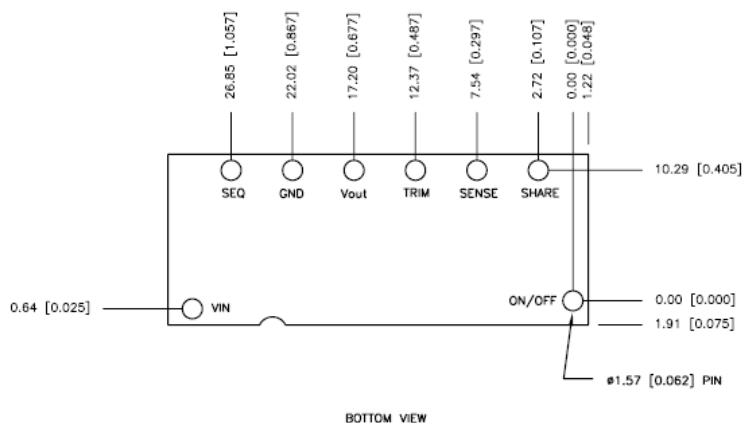 26.85 [1.057]
22.02 [0.867]
17.20 [0.677]
12.37 [0.487]
7.54 [0.297]
2.72 [0.107]
0.00 [0.000]
1.22 [0.048]
10.29 [0.405]
SEQ
GND
Vout
TRIM
SENSE
SHARE
0.64 [0.025]
VIN
ON/OFF
0.00 [0.000]
1.91 [0.075]
ø1.57 [0.062] PIN
BOTTOM VIEW